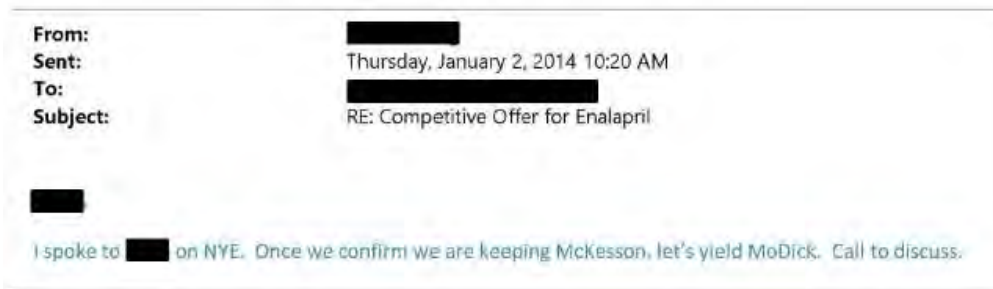 From:
Sent: Thursday, January 2, 2014 10:20 AM
To:
Subject: RE: Competitive Offer for Enalapril
I spoke to on NYE. Once we confirm we are keeping McKesson, let's yield MoDick. Call to discuss.